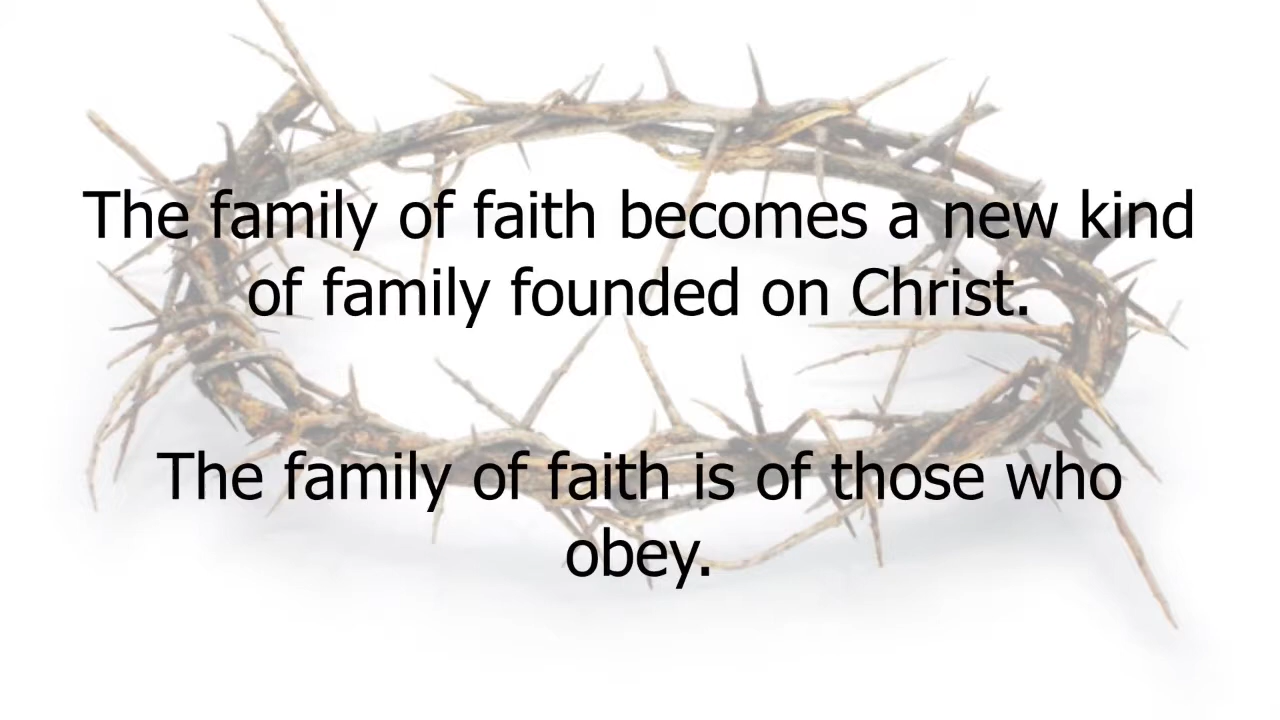 The family of faith becomes a new kind
of family founded on Christ.
The family of faith is of those who
obey.